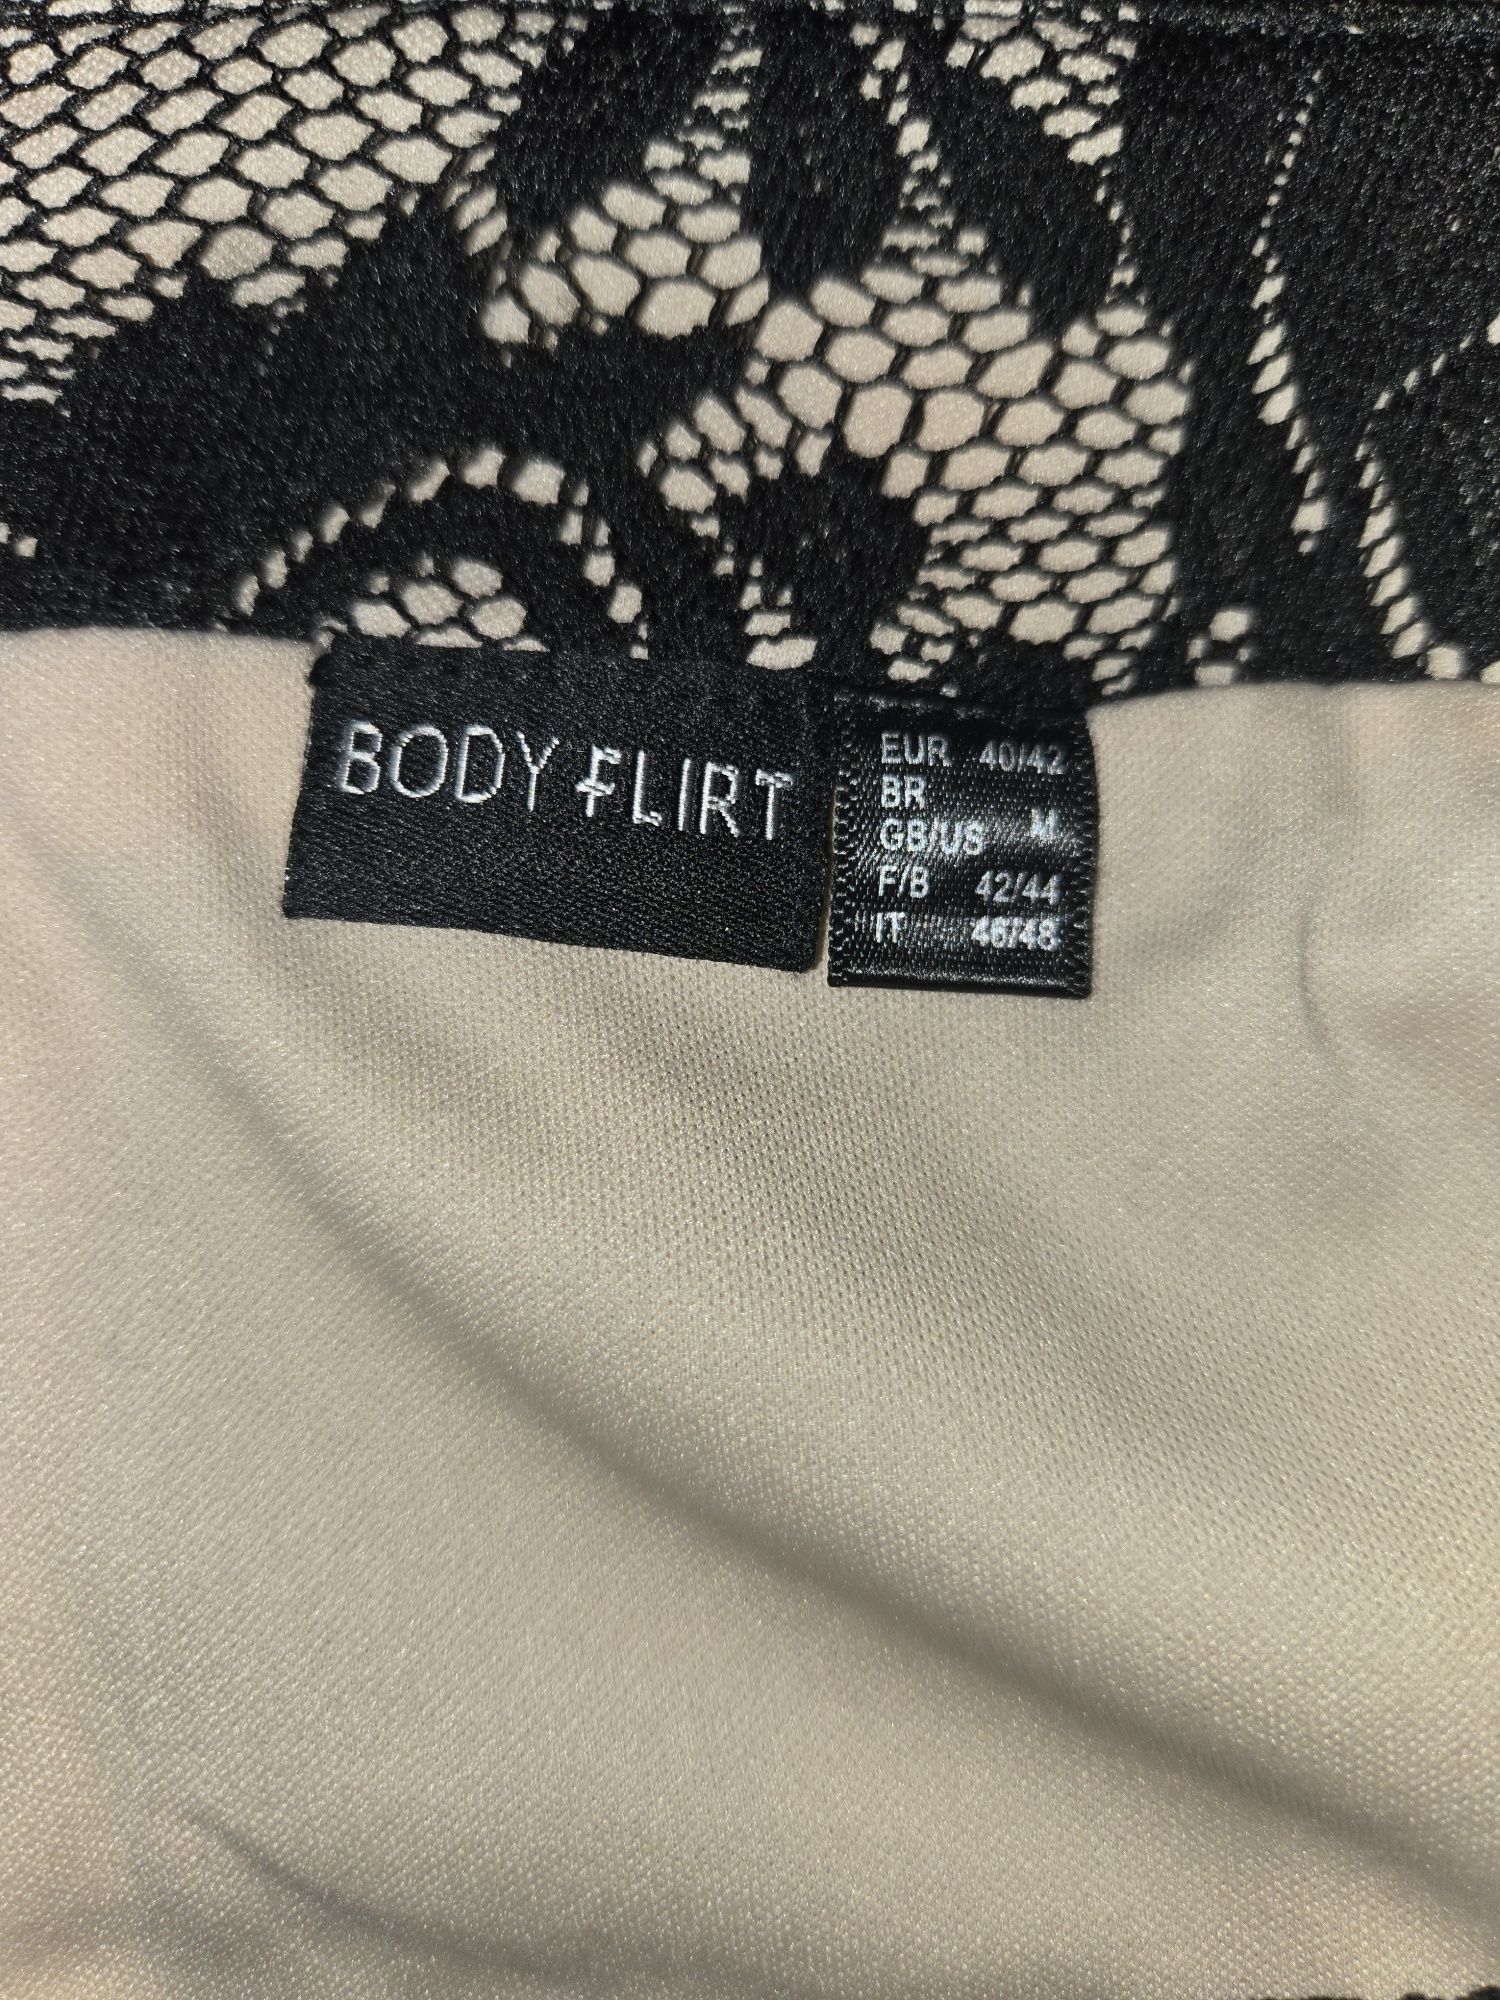 BODY FLIRT
EUR 40/42
BR
GB/US M
F/B 42/44
IT 46/48